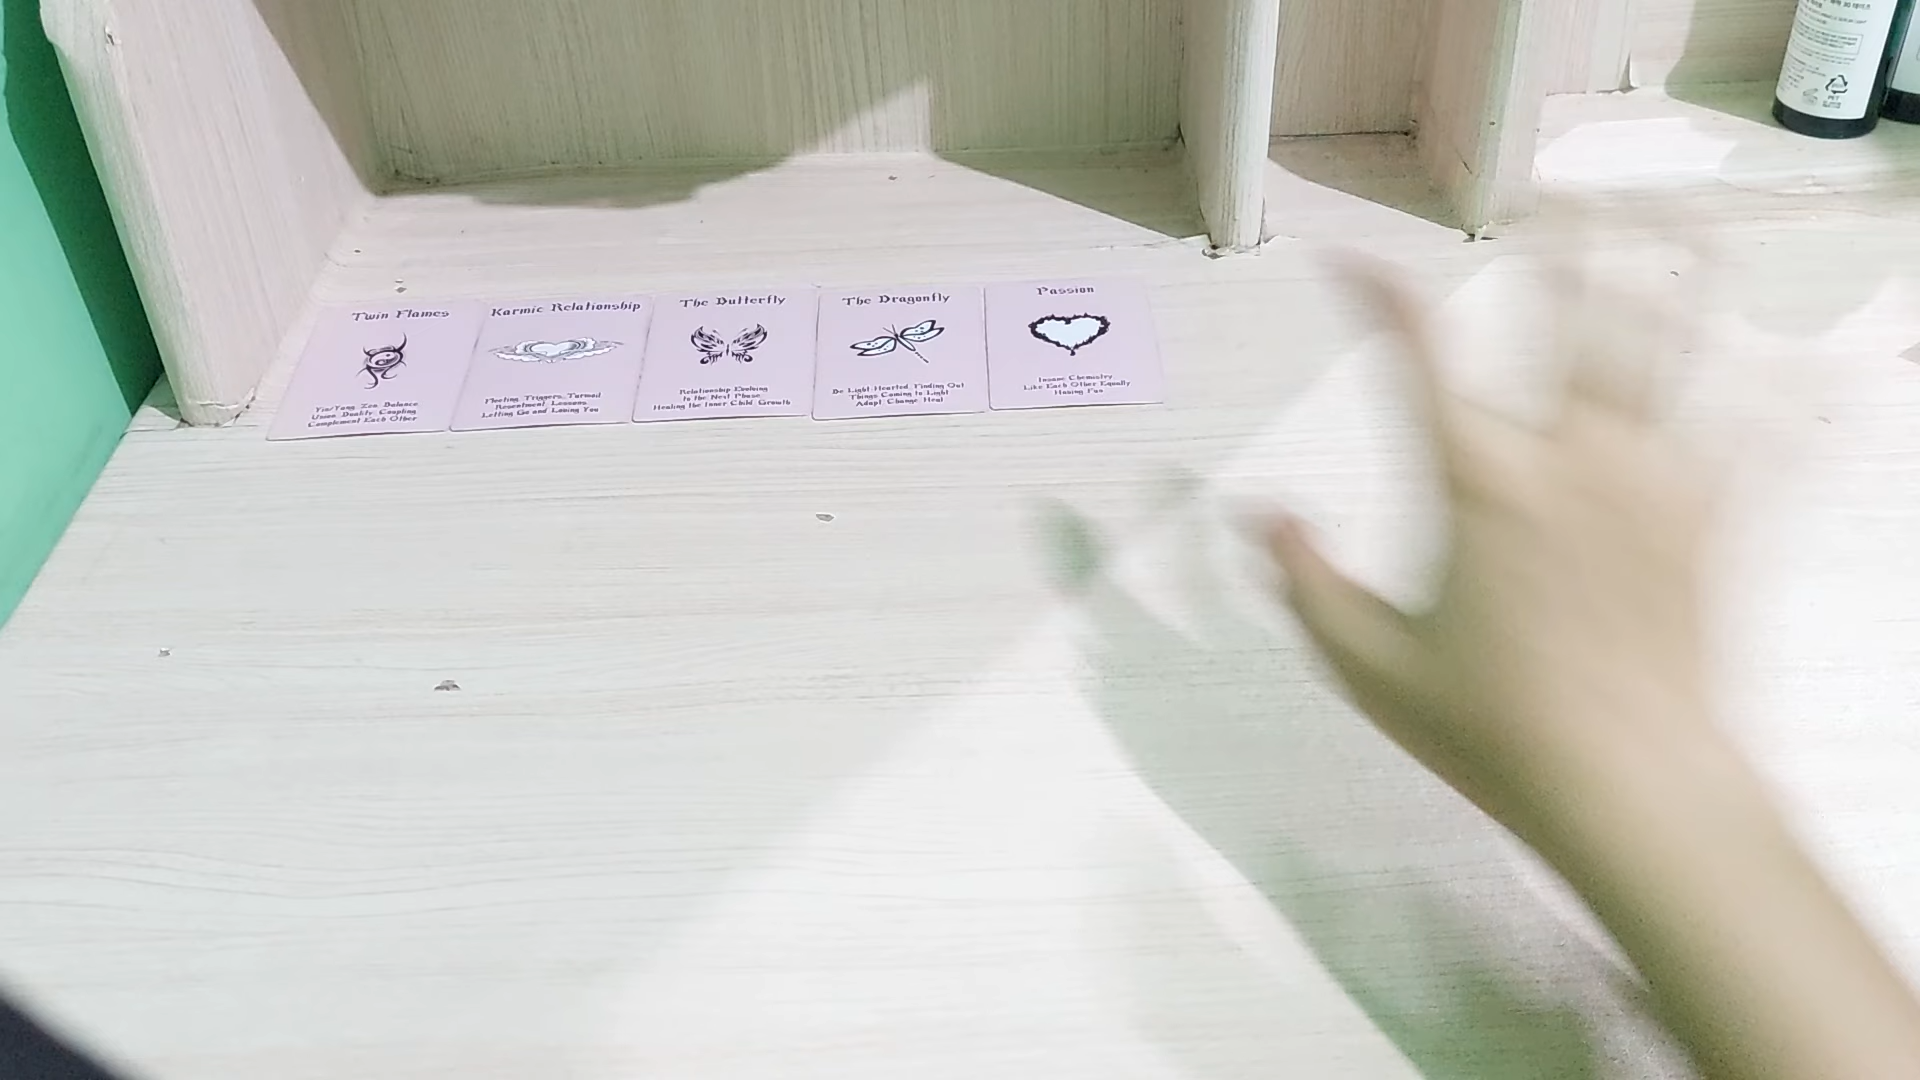 Twin Flames
Yin/Yang Zen Balance
Union Duality Coupling
Complement Each Other
Karmic Relationship
Fleeting Triggers Turmoil
Resentment Lessons
Letting Go and Loving You
The Butterfly
Relationship Evolving
to the Next Phase
Healing the Inner Child Growth
The Dragonfly
Be Light-Hearted Finding Out
Things Coming to Light
Adapt Change Heal
Passion
Insane Chemistry
Like Each Other Equally
Having Fun
PET